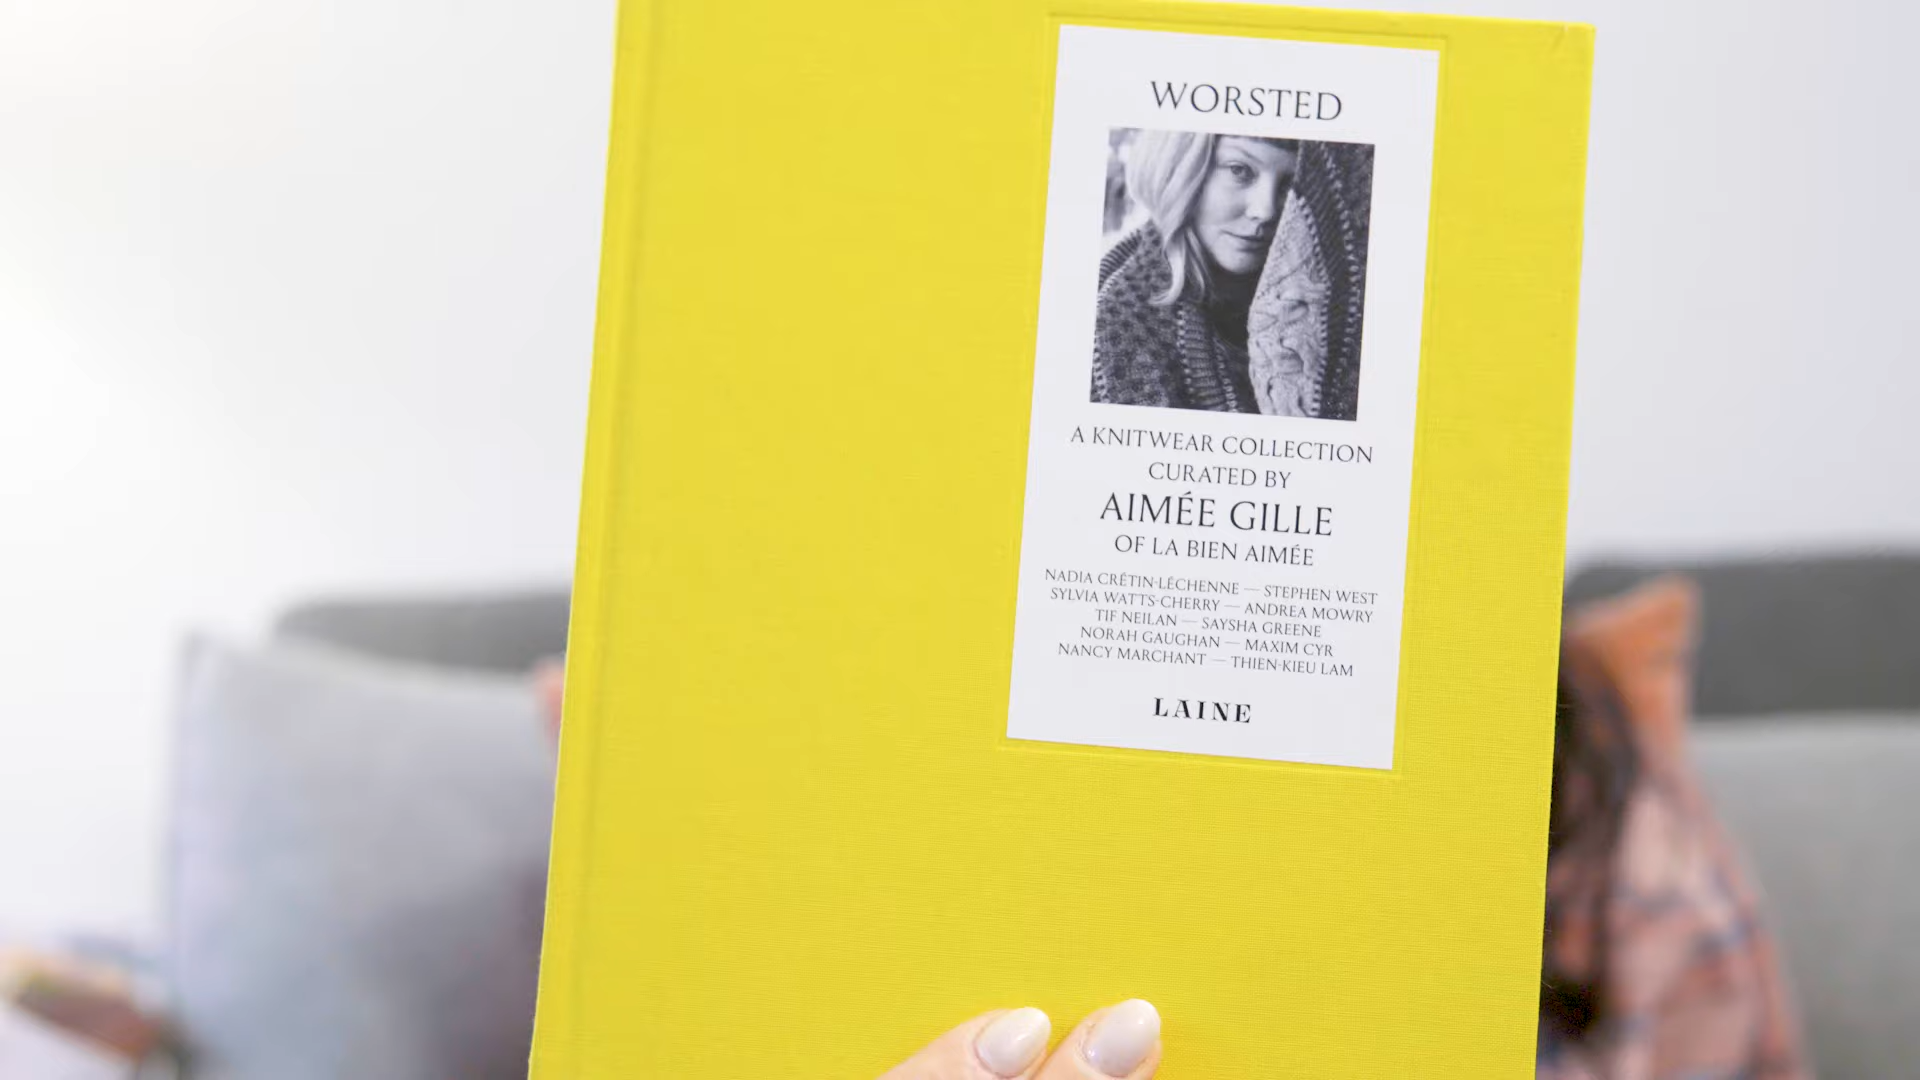 WORSTED
A KNITWEAR COLLECTION
CURATED BY
AIMÉE GILLE
OF LA BIEN AIMÉE
NADIA CRÉTIN-LÉCHENNE — STEPHEN WEST
SYLVIA WATTS-CHERRY — ANDREA MOWRY
TIF NEILAN — SAYSHA GREENE
NORAH GAUGHAN — MAXIM CYR
NANCY MARCHANT — THIEN-KIEU LAM
LAINE